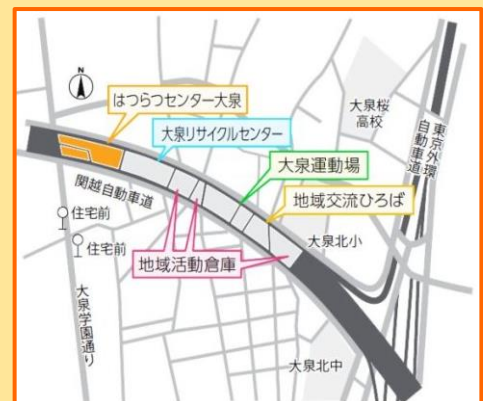 N
はつらつセンター大泉
大泉リサイクルセンター
大泉桜
高校
東京外環
自動車道
大泉運動場
関越自動車道
地域交流ひろば
住宅前
大泉北小
住宅前
地域活動倉庫
大泉学園通り
大泉北中